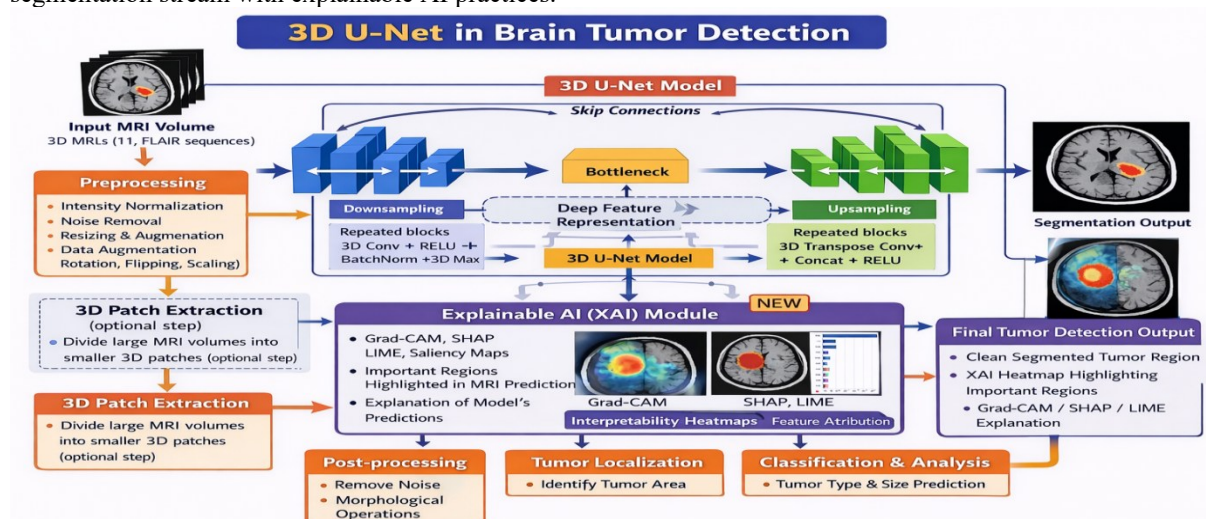 segmentation stream with explainable AI practices.
3D U-Net in Brain Tumor Detection
Input MRI Volume
3D MRLs (11, FLAIR sequences)
3D U-Net Model
Skip Connections
Preprocessing
• Intensity Normalization
• Noise Removal
• Resizing & Augmenation
• Data Augmentation
Rotation, Flipping, Scaling)
Bottleneck
Downsampling
Deep Feature
Representation
Upsampling
Repeated blocks
3D Conv + RELU +
BatchNorm +3D Max
3D U-Net Model
Repeated blocks
3D Transpose Conv+
+ Concat + RELU
Segmentation Output
3D Patch Extraction
(optional step)
• Divide large MRI volumes into
smaller 3D patches (optional step)
3D Patch Extraction
• Divide large MRI volumes
into smaller 3D patches
(optional step)
NEW
Explainable AI (XAI) Module
• Grad-CAM, SHAP
LIME, Saliency Maps
• Important Regions
Highlighted in MRI Prediction
• Explanation of Model's
Predictions
Grad-CAM
SHAP, LIME
Interpretability Heatmaps
Feature Atribution
Final Tumor Detection Output
• Clean Segmented Tumor Region
• XAI Heatmap Highlighting
Important Regions
• Grad-CAM / SHAP / LIME
Explanation
Post-processing
• Remove Noise
• Morphological
Operations
Tumor Localization
• Identify Tumor Area
Classification & Analysis
• Tumor Type & Size Prediction